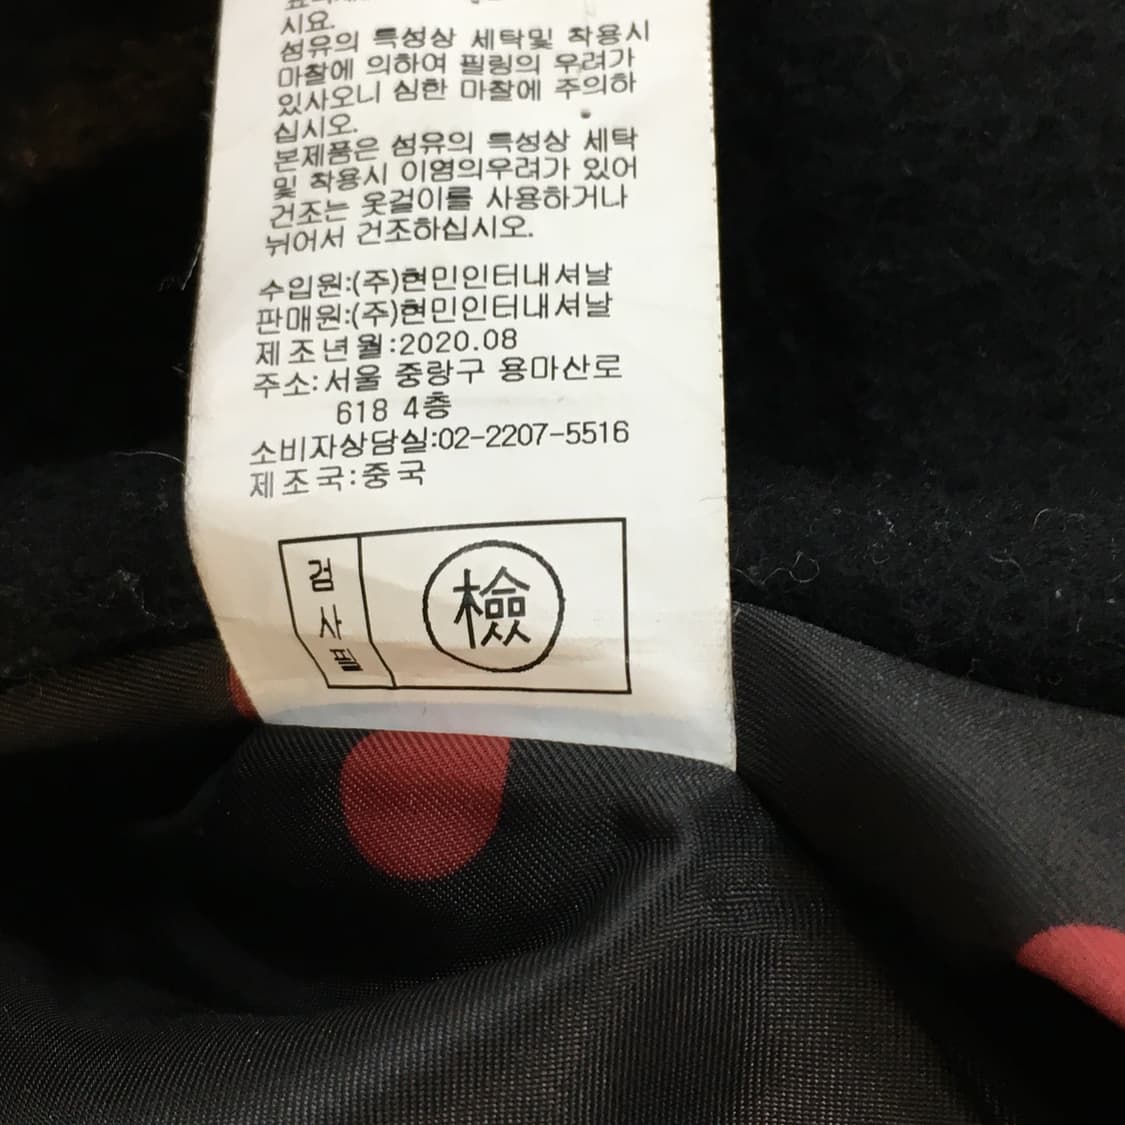 시요.
섬유의 특성상 세탁및 착용시
마찰에 의하여 필링의 우려가
있사오니 심한 마찰에 주의하
십시오.
본제품은 섬유의 특성상 세탁
및 착용시 이염의우려가 있어
건조는 옷걸이를 사용하거나
뉘어서 건조하십시오.
수입원:(주)현민인터내셔날
판매원:(주)현민인터내셔날
제조년월:2020.08
주소:서울 중랑구 용마산로
618 4층
소비자상담실:02-2207-5516
제조국:중국
검사필
檢